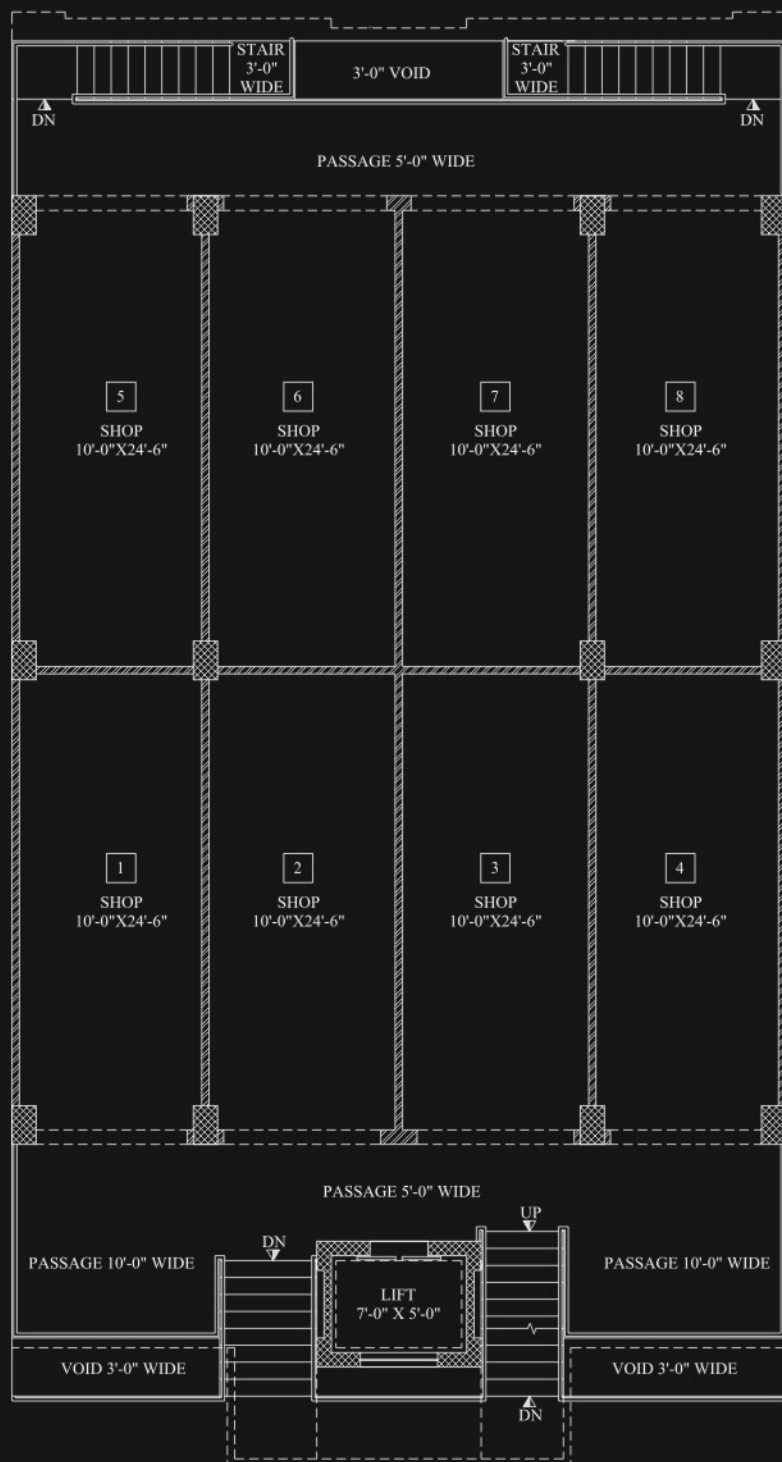 STAIR
3'-0"
WIDE
3'-0" VOID
STAIR
3'-0"
WIDE
DN
DN
PASSAGE 5'-0" WIDE
5
SHOP
10'-0"X24'-6"
6
SHOP
10'-0"X24'-6"
7
SHOP
10'-0"X24'-6"
8
SHOP
10'-0"X24'-6"
1
SHOP
10'-0"X24'-6"
2
SHOP
10'-0"X24'-6"
3
SHOP
10'-0"X24'-6"
4
SHOP
10'-0"X24'-6"
PASSAGE 5'-0" WIDE
UP
DN
PASSAGE 10'-0" WIDE
PASSAGE 10'-0" WIDE
LIFT
7'-0" X 5'-0"
VOID 3'-0" WIDE
VOID 3'-0" WIDE
DN